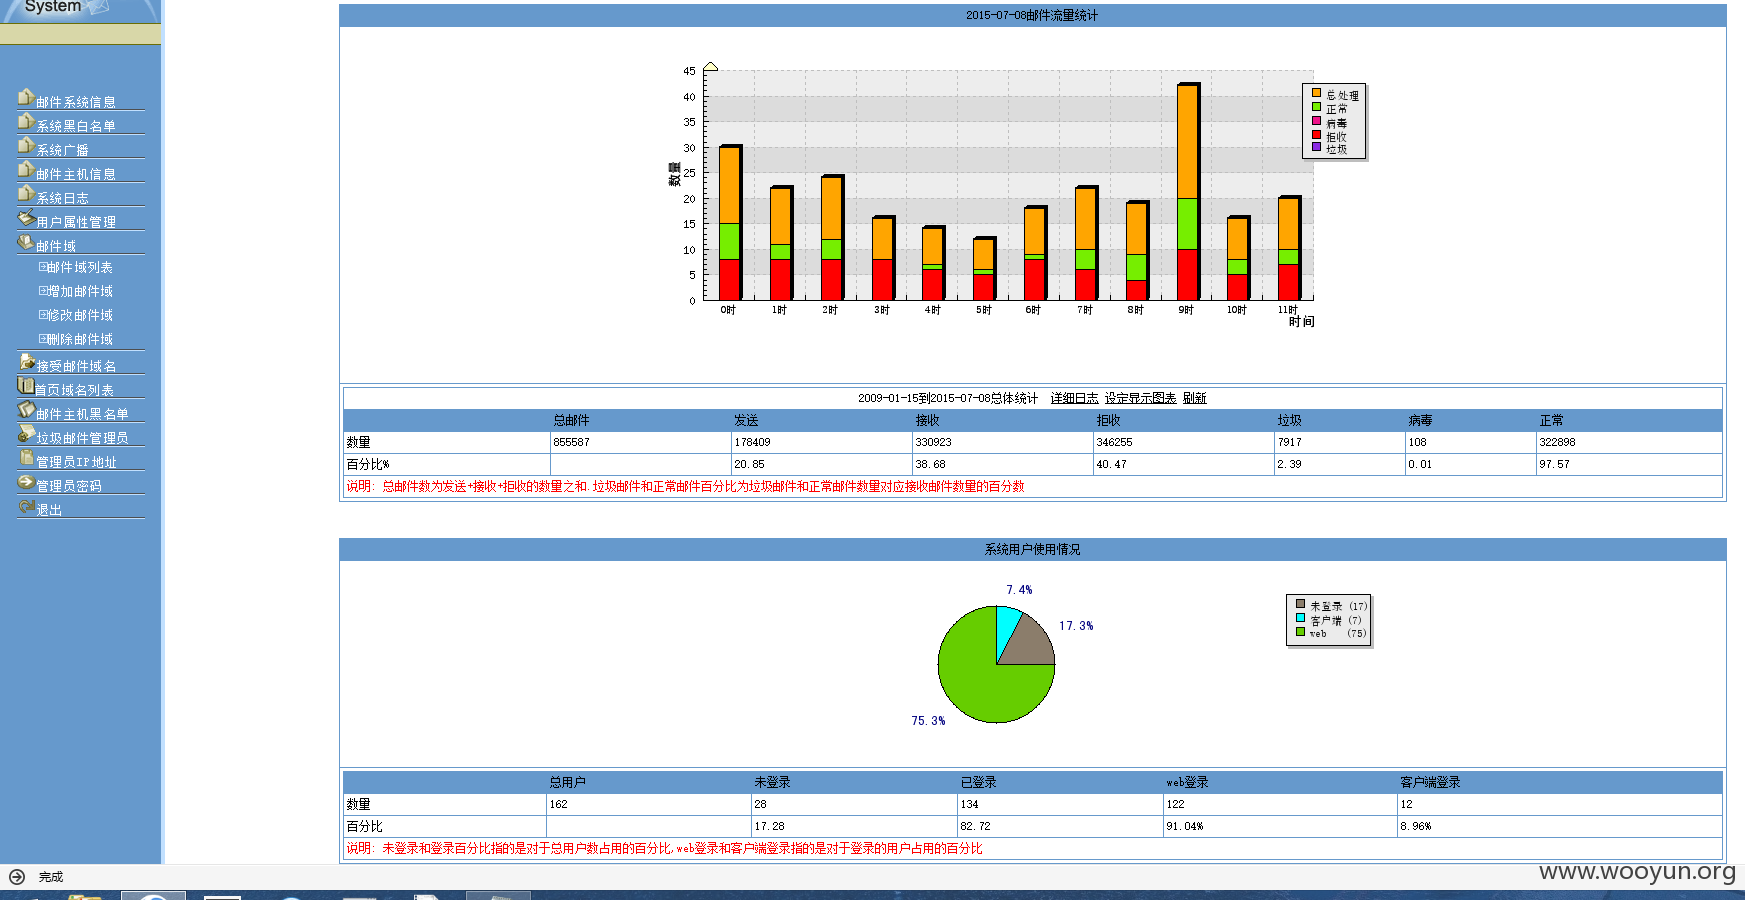 System
邮件系统信息
系统黑白名单
系统广播
邮件主机信息
系统日志
用户属性管理
邮件域
邮件域列表
增加邮件域
修改邮件域
删除邮件域
接受邮件域名
首页域名列表
邮件主机黑名单
垃圾邮件管理员
管理员IP地址
管理员密码
退出
2015-07-08邮件流量统计
45
40
35
30
25
20
15
10
5
0
数量
0时 1时 2时 3时 4时 5时 6时 7时 8时 9时 10时 11时
时间
总处理
正常
病毒
拒收
垃圾
2009-01-15到2015-07-08总体统计 详细日志 设定显示图表 刷新
总邮件 发送 接收 拒收 垃圾 病毒 正常
数量 855587 178409 330923 346255 7917 108 322898
百分比% 20.85 38.68 40.47 2.39 0.01 97.57
说明: 总邮件数为发送+接收+拒收的数量之和.垃圾邮件和正常邮件百分比为垃圾邮件和正常邮件数量对应接收邮件数量的百分数
系统用户使用情况
7.4%
17.3%
75.3%
未登录 (17)
客户端 (7)
web (75)
总用户 未登录 已登录 web登录 客户端登录
数量 162 28 134 122 12
百分比 17.28 82.72 91.04% 8.96%
说明: 未登录和登录百分比指的是对于总用户数占用的百分比,web登录和客户端登录指的是对于登录的用户占用的百分比
完成
www.wooyun.org